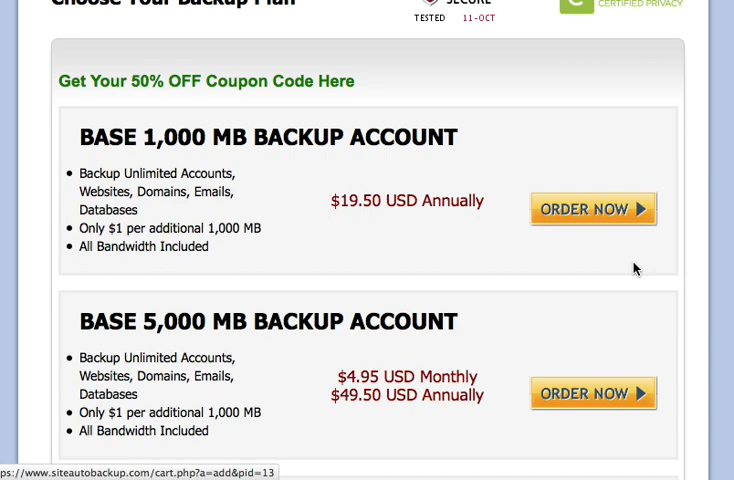 Choose Your Backup Plan
SECURE
TESTED 11-OCT
CERTIFIED PRIVACY
Get Your 50% OFF Coupon Code Here
BASE 1,000 MB BACKUP ACCOUNT
Backup Unlimited Accounts,
Websites, Domains, Emails,
Databases
Only $1 per additional 1,000 MB
All Bandwidth Included
$19.50 USD Annually
ORDER NOW
BASE 5,000 MB BACKUP ACCOUNT
Backup Unlimited Accounts,
Websites, Domains, Emails,
Databases
Only $1 per additional 1,000 MB
All Bandwidth Included
$4.95 USD Monthly
$49.50 USD Annually
ORDER NOW
ps://www.siteautobackup.com/cart.php?a=add&pid=13